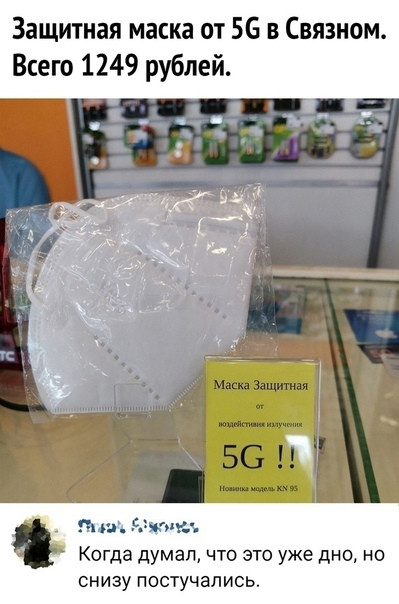 Защитная маска от 5G в Связном.
Всего 1249 рублей.
ТС
Маска Защитная
от
воздействия излучения
5G !!
Новинка модель KN 95
Когда думал, что это уже дно, но
снизу постучались.